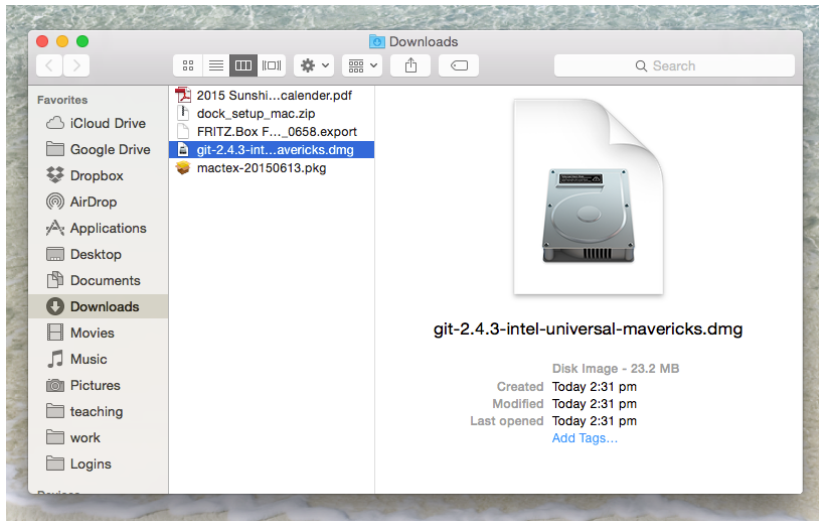 Downloads
Search
Favorites
iCloud Drive
Google Drive
Dropbox
AirDrop
Applications
Desktop
Documents
Downloads
Movies
Music
Pictures
teaching
work
Logins
Devices
2015 Sunshi...calender.pdf
dock_setup_mac.zip
FRITZ.Box F..._0658.export
git-2.4.3-int...avericks.dmg
mactex-20150613.pkg
git-2.4.3-intel-universal-mavericks.dmg
Disk Image - 23.2 MB
Created Today 2:31 pm
Modified Today 2:31 pm
Last opened Today 2:31 pm
Add Tags...